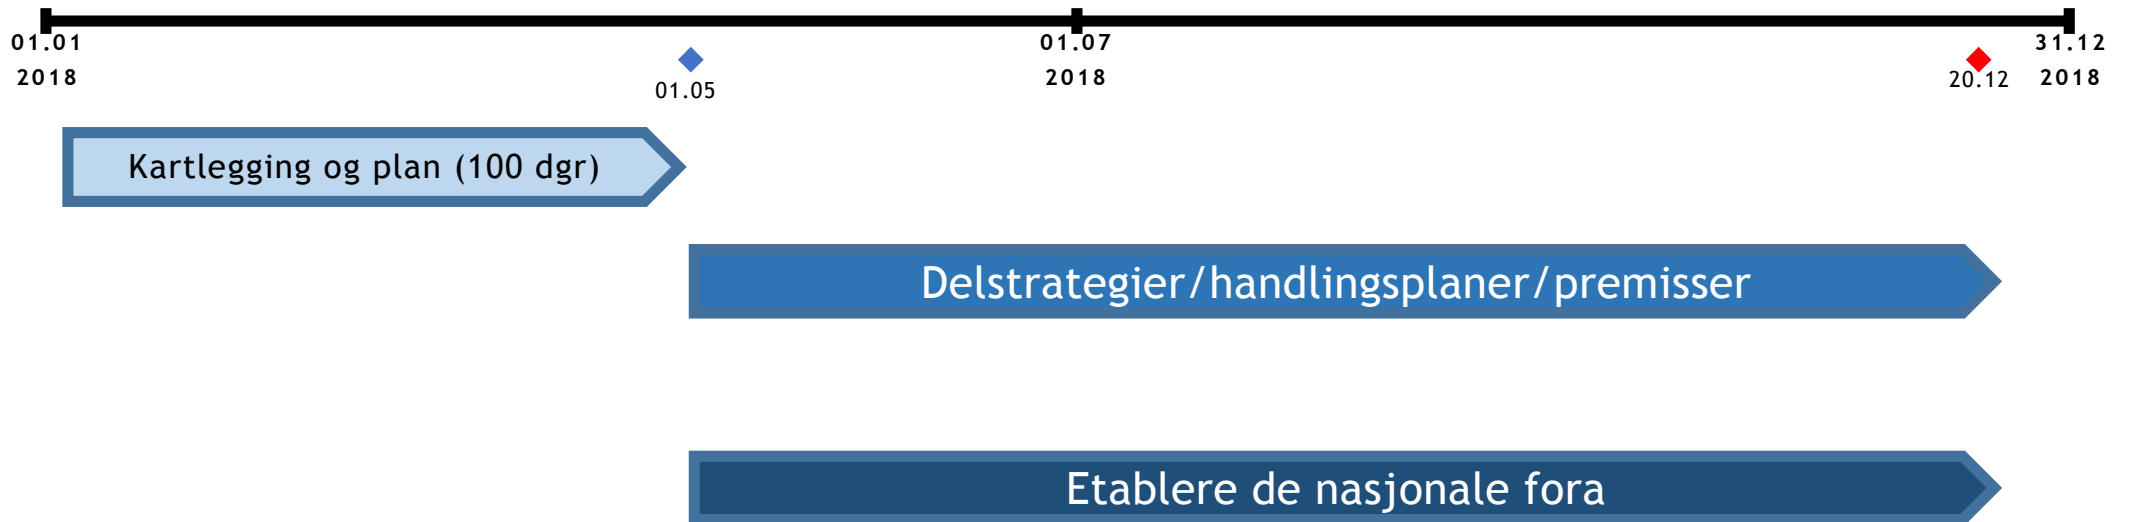 01.01
2018
01.05
01.07
2018
20.12
31.12
2018
Kartlegging og plan (100 dgr)
Delstrategier/handlingsplaner/premisser
Etablere de nasjonale fora